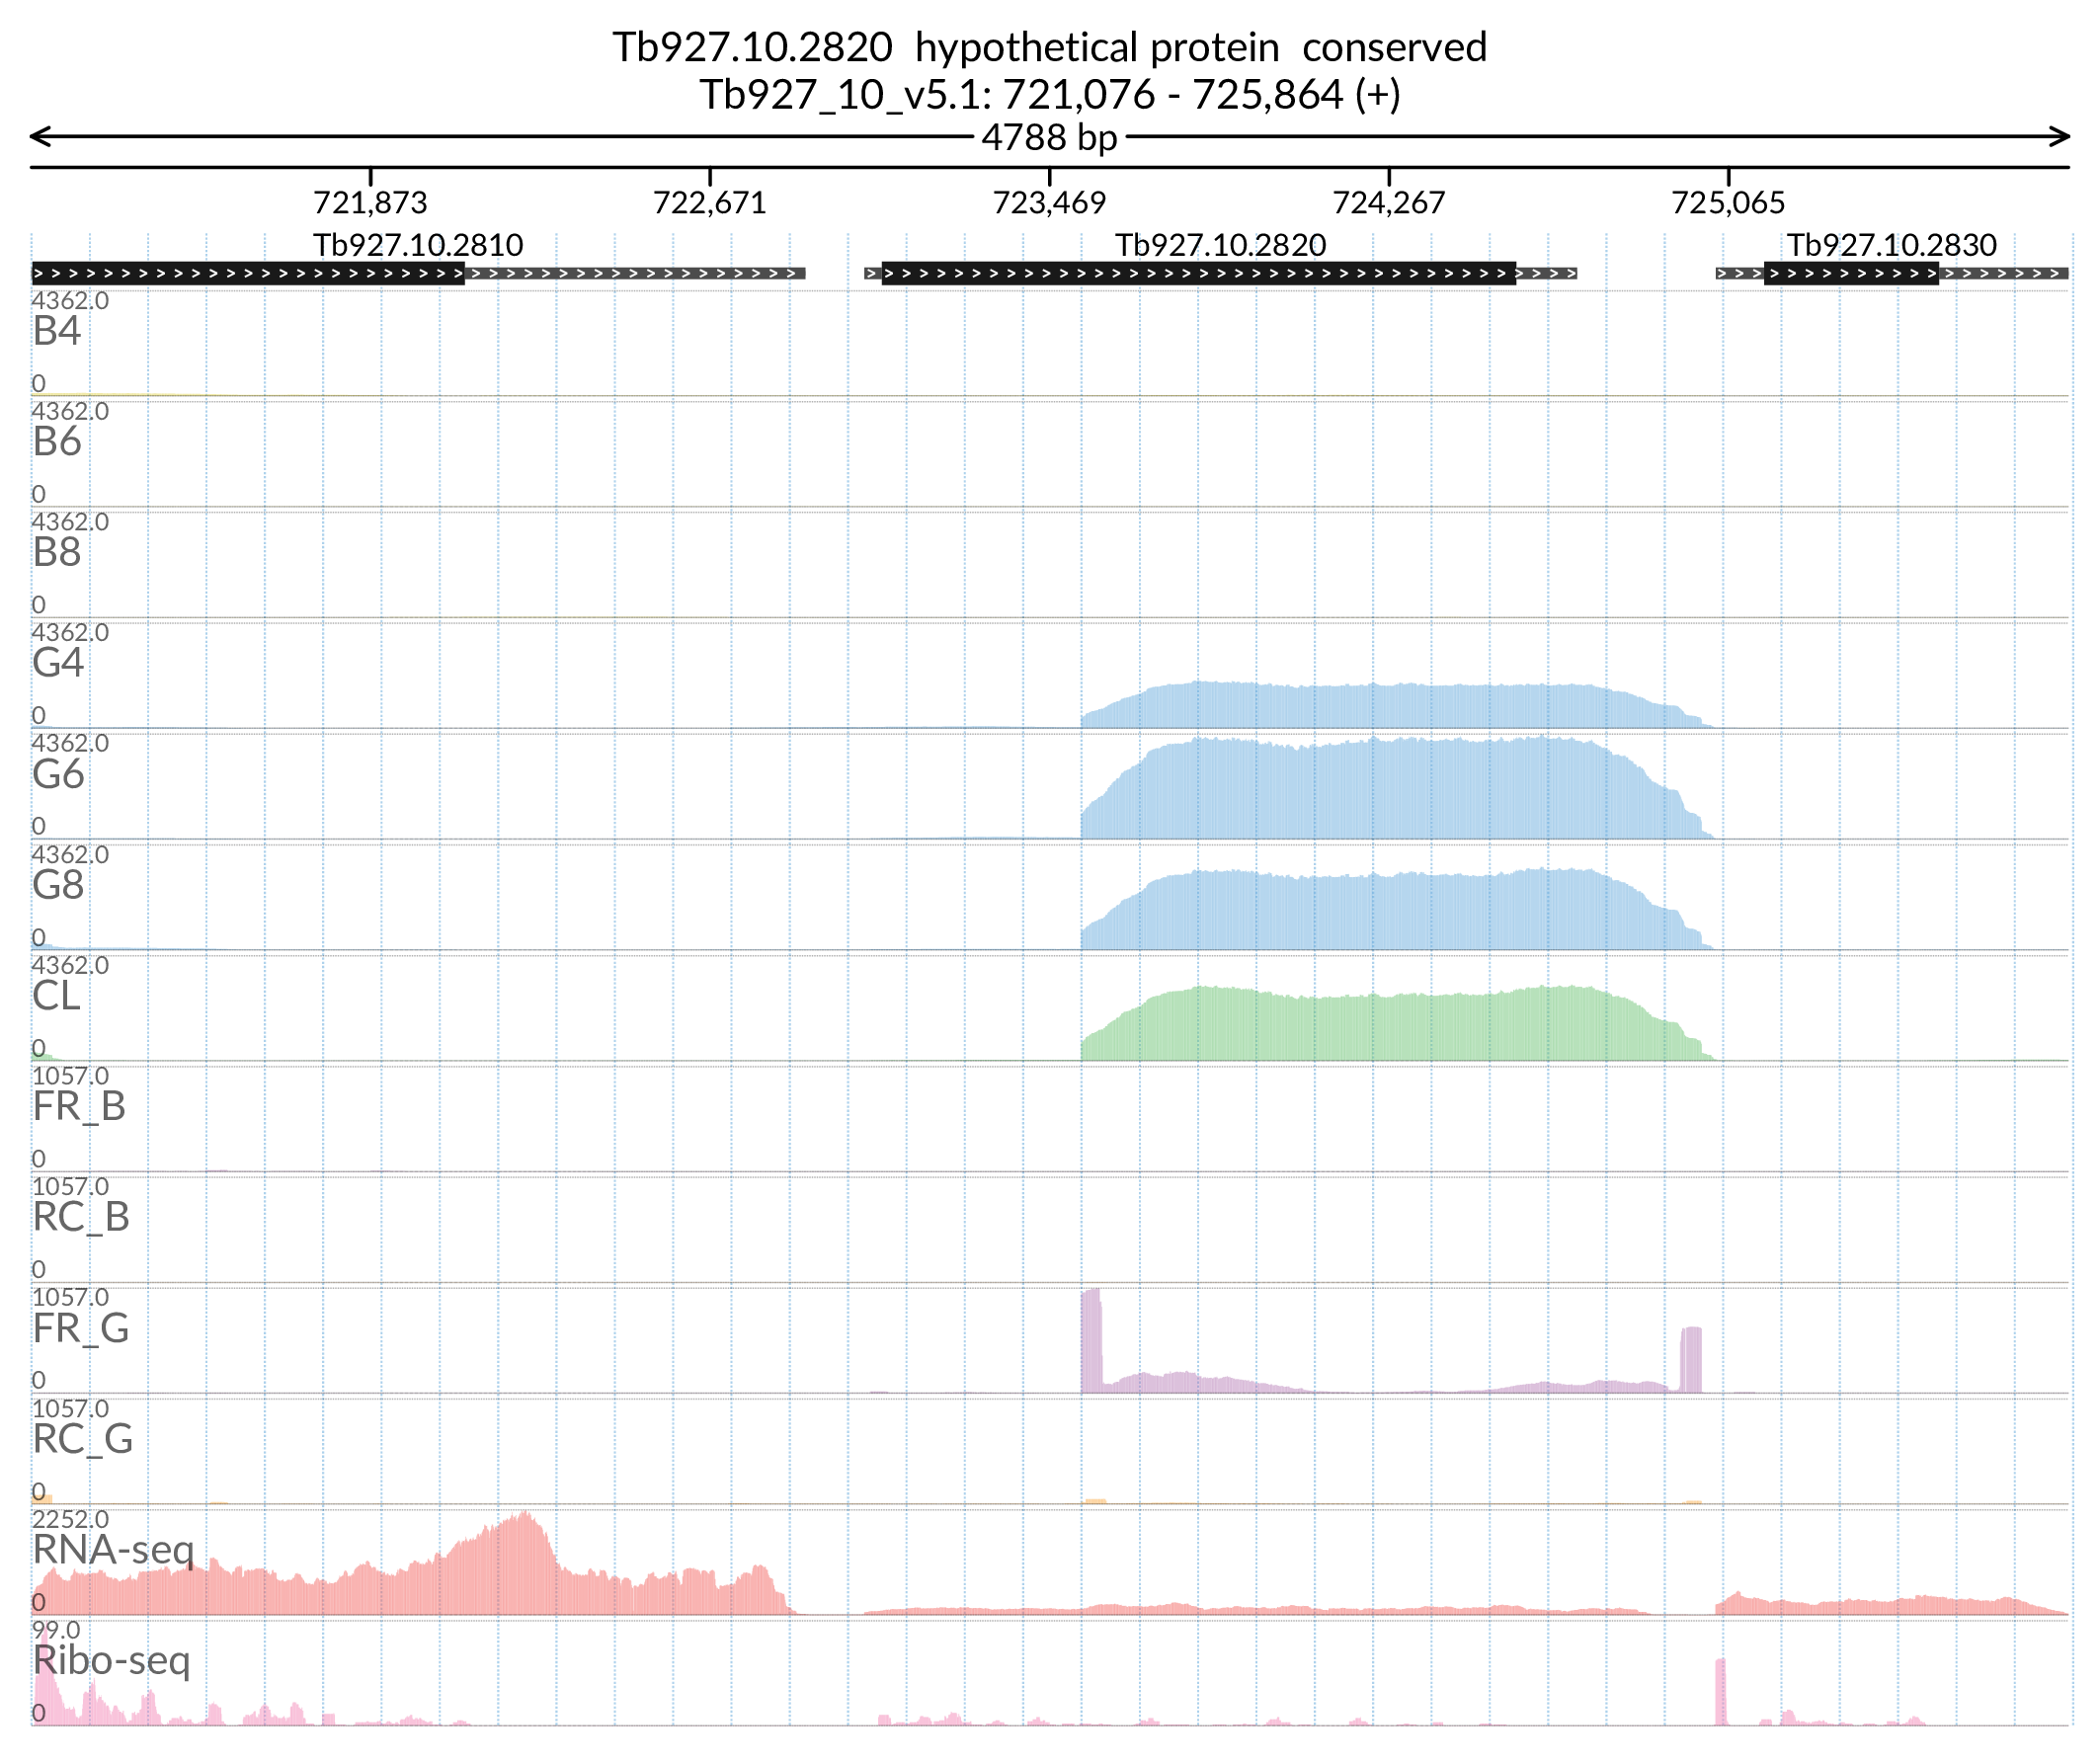 Tb927.10.2820 hypothetical protein conserved
Tb927_10_v5.1: 721,076 - 725,864 (+)
4788 bp
721,873 722,671 723,469 724,267 725,065
Tb927.10.2810 Tb927.10.2820 Tb927.10.2830
4362.0
B4
0
4362.0
B6
0
4362.0
B8
0
4362.0
G4
0
4362.0
G6
0
4362.0
G8
0
4362.0
CL
0
1057.0
FR_B
0
1057.0
RC_B
0
1057.0
FR_G
0
1057.0
RC_G
0
2252.0
RNA-seq
0
99.0
Ribo-seq
0